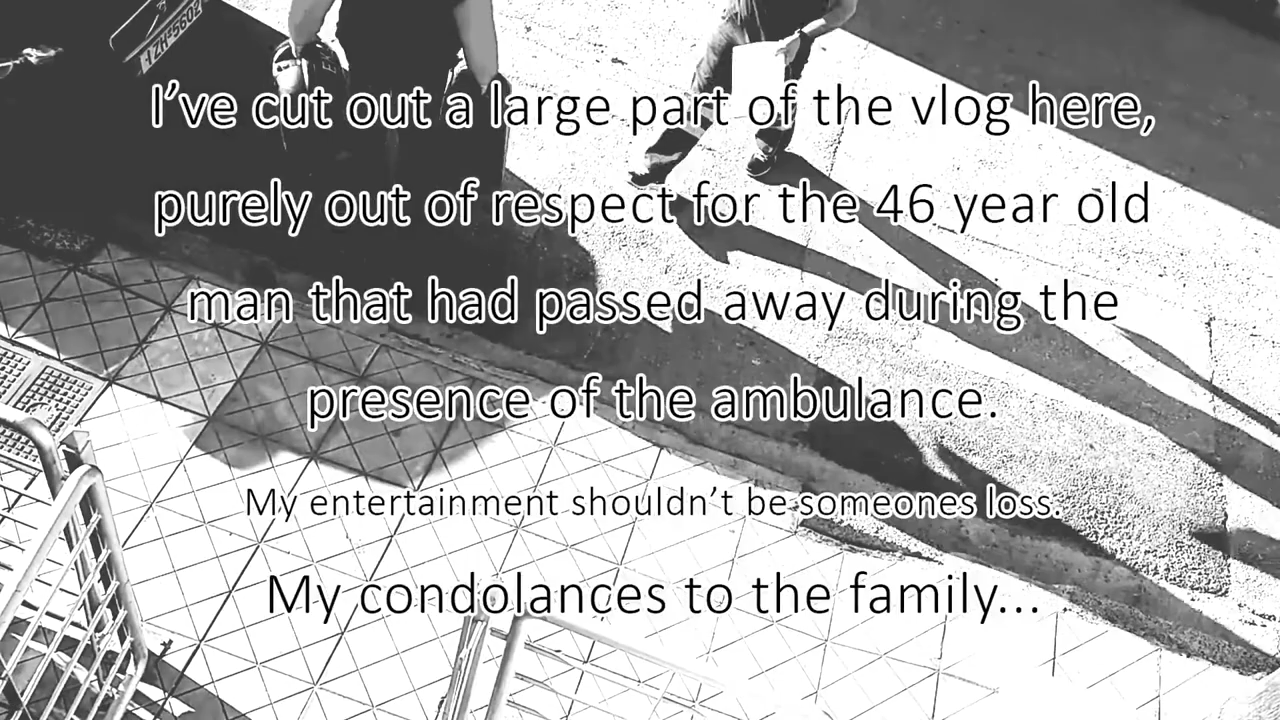 ZZH-5602
I’ve cut out a large part of the vlog here,
purely out of respect for the 46 year old
man that had passed away during the
presence of the ambulance.
My entertainment shouldn’t be someones loss.
My condolances to the family...